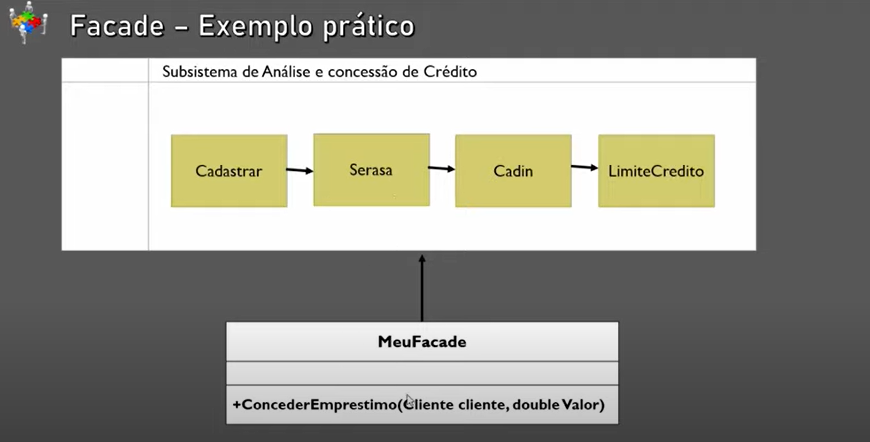 Facade – Exemplo prático
Subsistema de Análise e concessão de Crédito
Cadastrar
Serasa
Cadin
LimiteCredito
MeuFacade
+ConcederEmprestimo(Cliente cliente, double Valor)